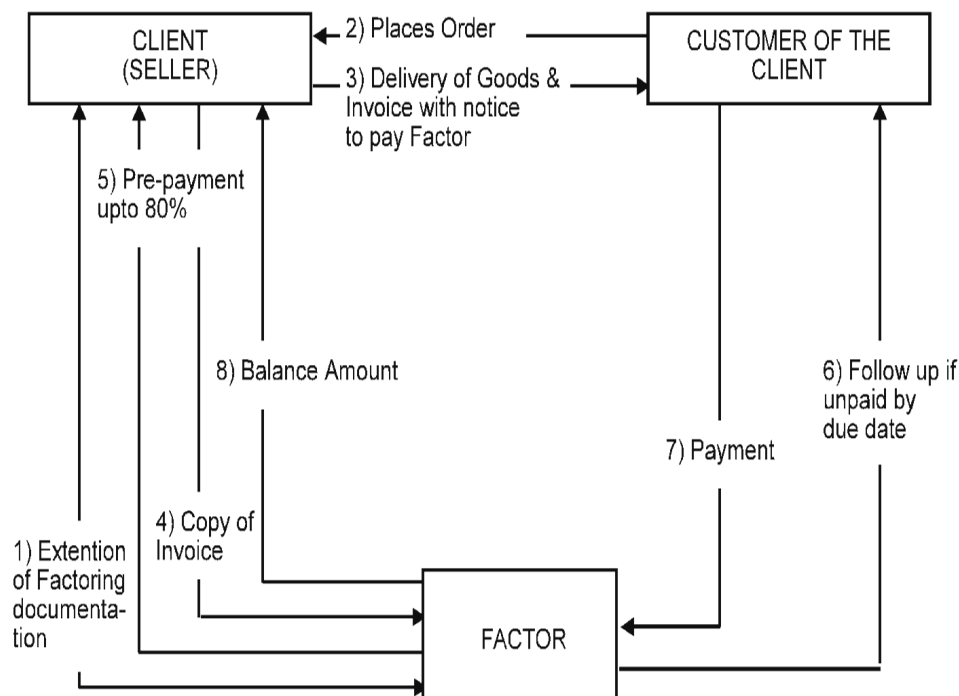 CLIENT
(SELLER)
2) Places Order
CUSTOMER OF THE
CLIENT
3) Delivery of Goods &
Invoice with notice
to pay Factor
5) Pre-payment
upto 80%
8) Balance Amount
6) Follow up if
unpaid by
due date
7) Payment
4) Copy of
Invoice
1) Extention
of Factoring
documenta-
tion
FACTOR